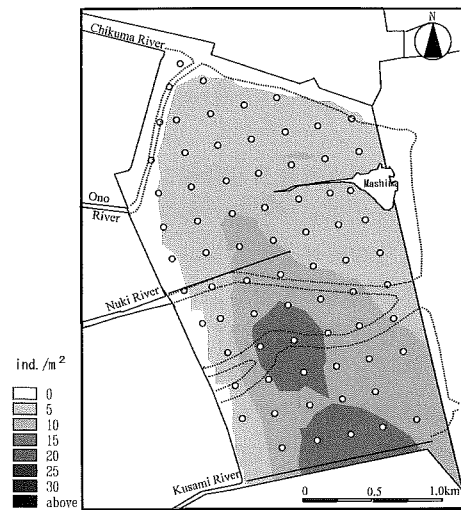 Chikuma River
N
Mashima
Ono
River
Nuki River
ind./m²
0
5
10
15
20
25
30
above
Kusami River
0 0.5 1.0km